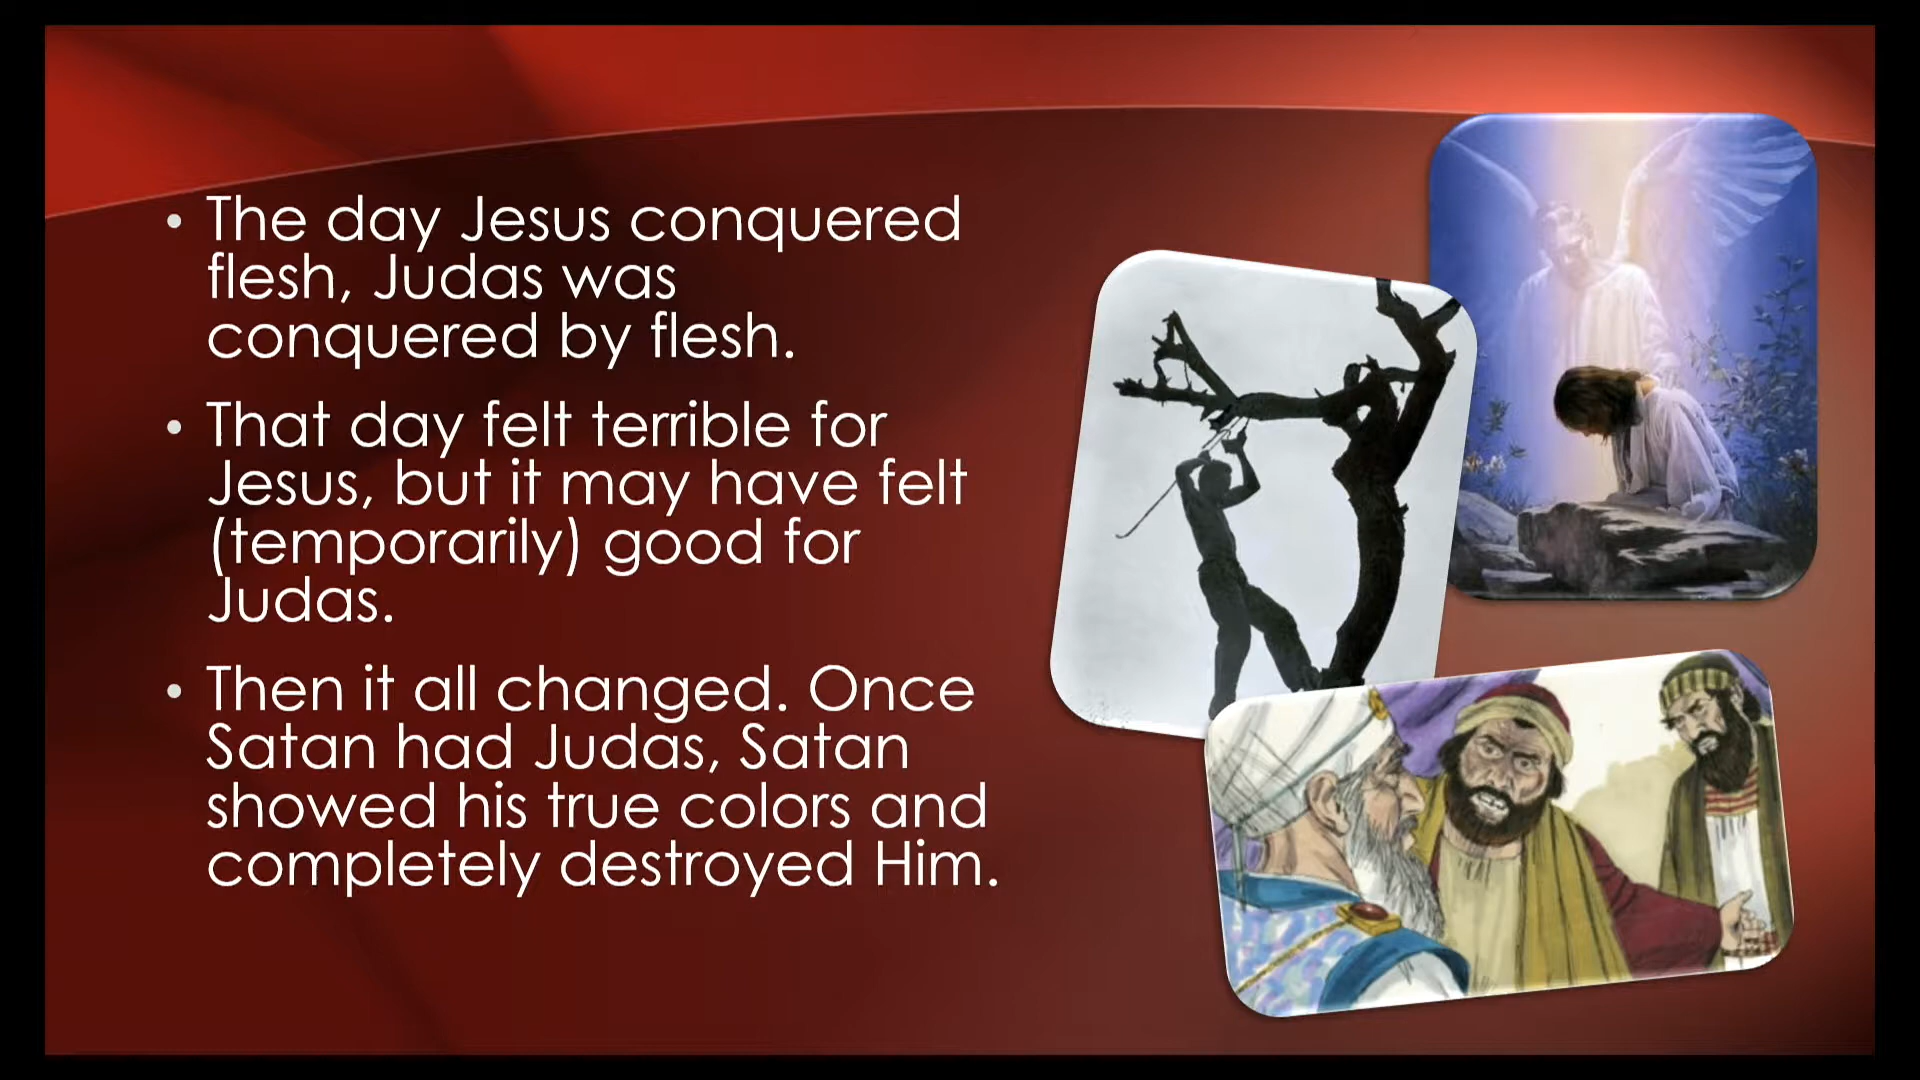 • The day Jesus conquered
flesh, Judas was
conquered by flesh.
• That day felt terrible for
Jesus, but it may have felt
(temporarily) good for
Judas.
• Then it all changed. Once
Satan had Judas, Satan
showed his true colors and
completely destroyed Him.